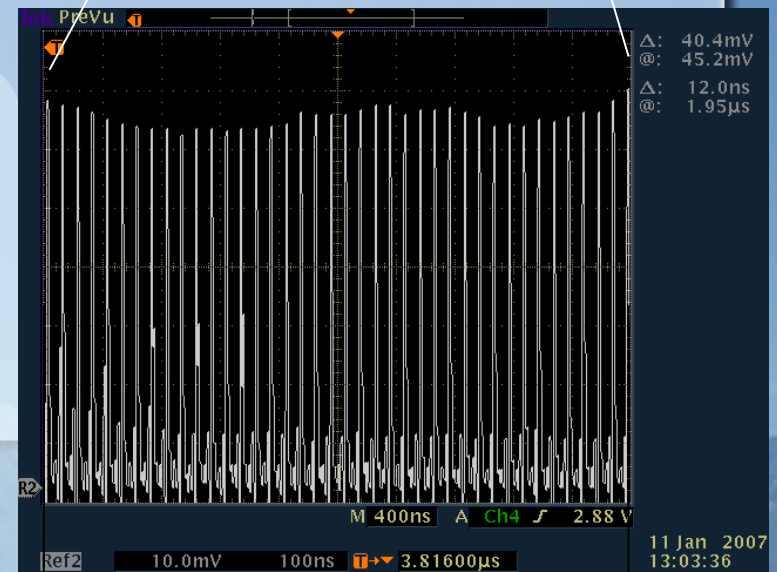 Tek PreVu T
T
Δ: 40.4mV
@: 45.2mV
Δ: 12.0ns
@: 1.95µs
R2
M 400ns A Ch4 ʃ 2.88 V
Ref2 10.0mV 100ns T→▼ 3.81600µs
11 Jan 2007
13:03:36